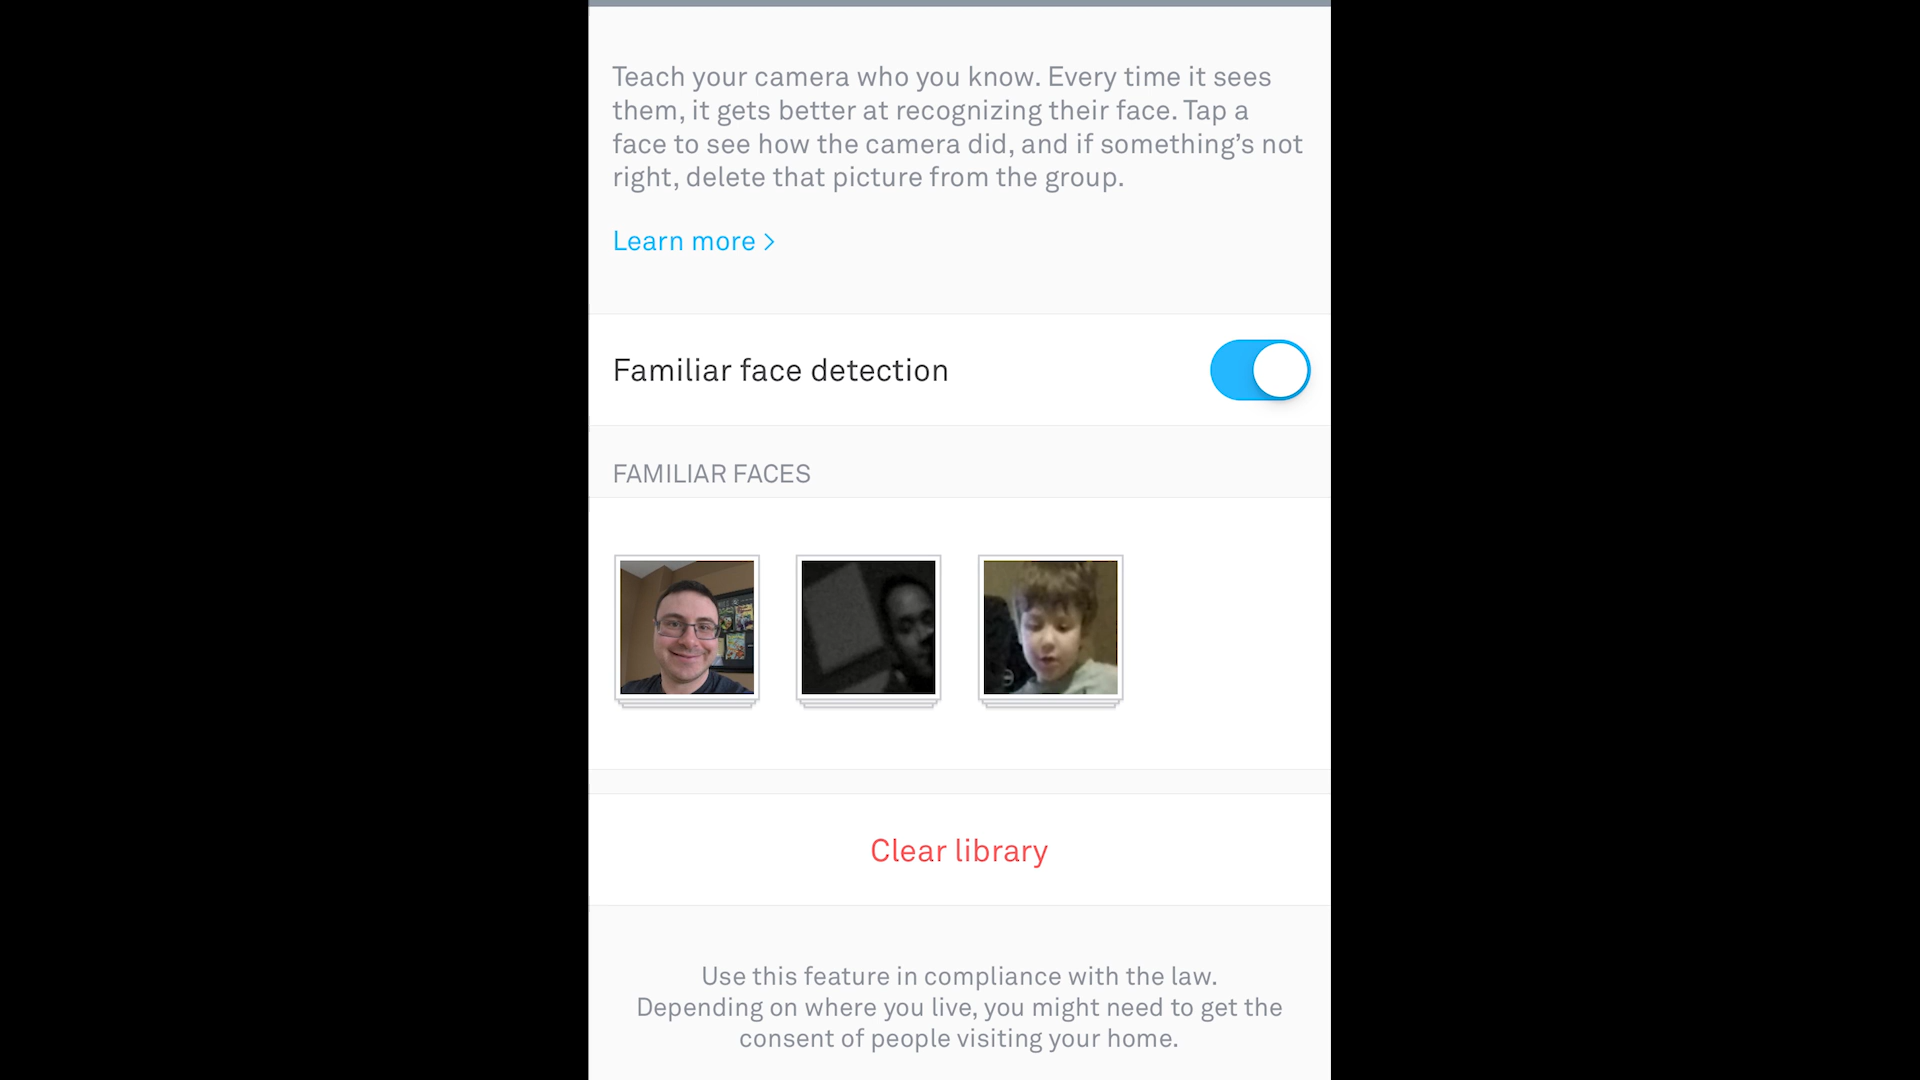 Teach your camera who you know. Every time it sees
them, it gets better at recognizing their face. Tap a
face to see how the camera did, and if something’s not
right, delete that picture from the group.
Learn more >
Familiar face detection
FAMILIAR FACES
Clear library
Use this feature in compliance with the law.
Depending on where you live, you might need to get the
consent of people visiting your home.